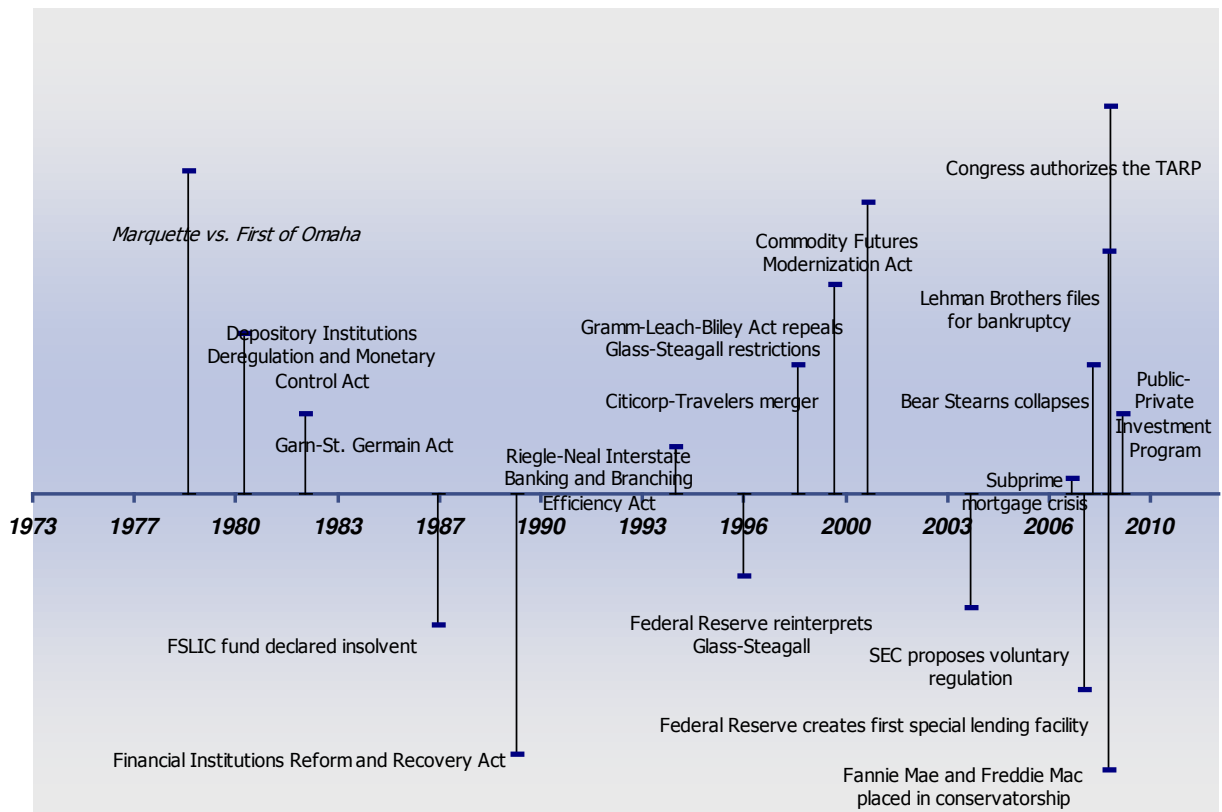 Congress authorizes the TARP
Marquette vs. First of Omaha
Commodity Futures
Modernization Act
Lehman Brothers files
for bankruptcy
Depository Institutions
Deregulation and Monetary
Control Act
Gramm-Leach-Bliley Act repeals
Glass-Steagall restrictions
Public-
Private
Investment
Program
Citicorp-Travelers merger
Bear Stearns collapses
Garn-St. Germain Act
Riegle-Neal Interstate
Banking and Branching
Efficiency Act
Subprime
mortgage crisis
1973 1977 1980 1983 1987 1990 1993 1996 2000 2003 2006 2010
FSLIC fund declared insolvent
Federal Reserve reinterprets
Glass-Steagall
SEC proposes voluntary
regulation
Federal Reserve creates first special lending facility
Financial Institutions Reform and Recovery Act
Fannie Mae and Freddie Mac
placed in conservatorship